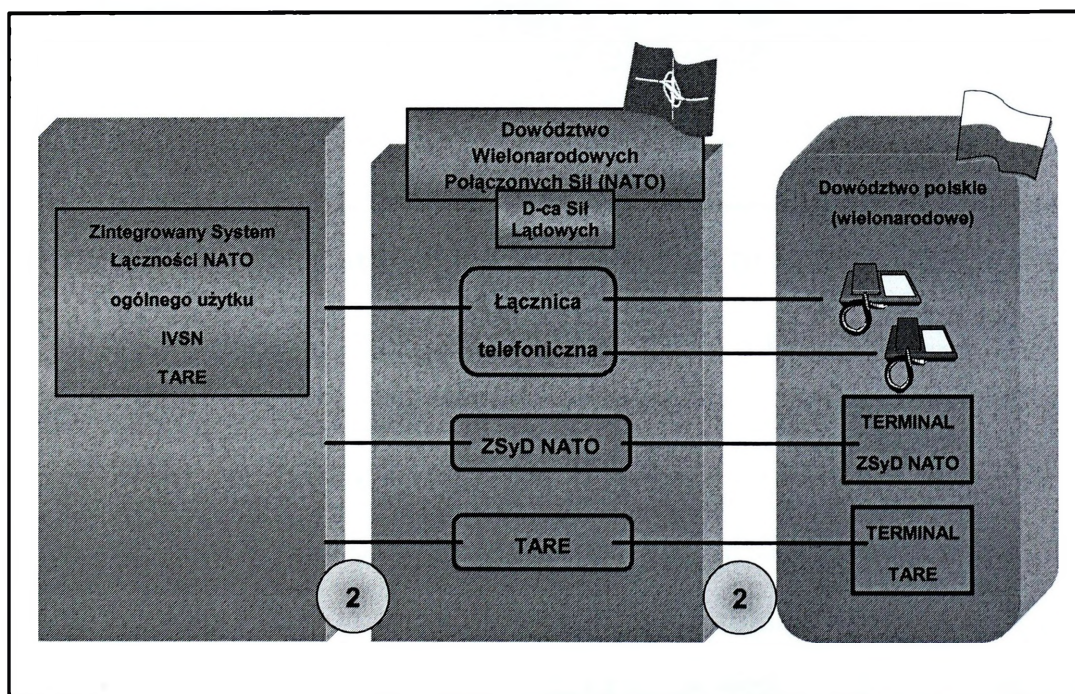 Zintegrowany System
Łączności NATO
ogólnego użytku
IVSN
TARE
2
Dowództwo
Wielonarodowych
Połączonych Sił (NATO)
D-ca Sił
Lądowych
Łącznica
telefoniczna
ZSyD NATO
TARE
2
Dowództwo polskie
(wielonarodowe)
TERMINAL
ZSyD NATO
TERMINAL
TARE